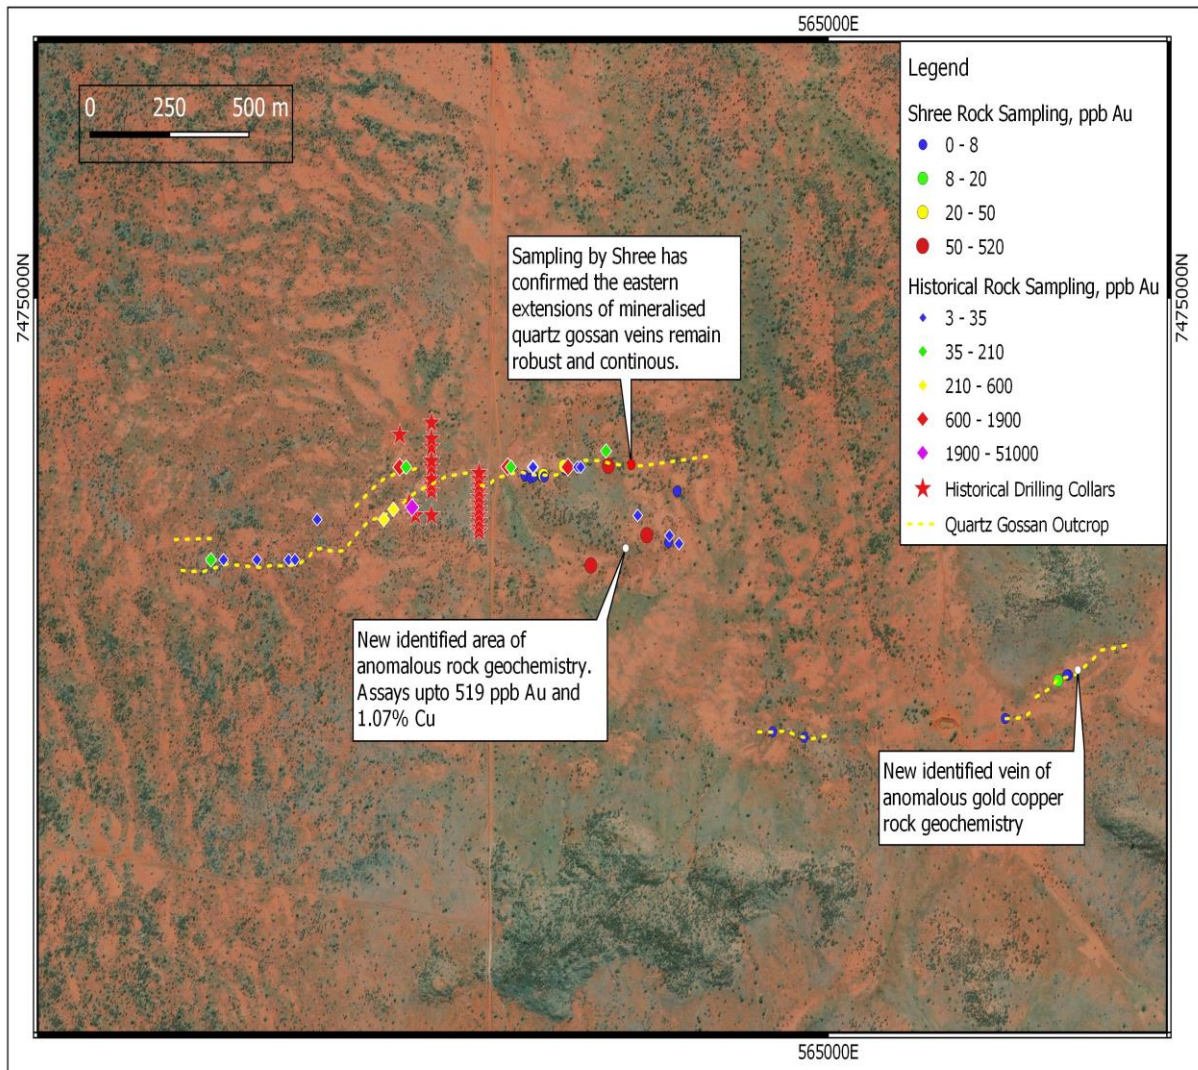 565000E
0 250 500 m
Legend
Shree Rock Sampling, ppb Au
0 - 8
8 - 20
20 - 50
50 - 520
Historical Rock Sampling, ppb Au
3 - 35
35 - 210
210 - 600
600 - 1900
1900 - 51000
Historical Drilling Collars
Quartz Gossan Outcrop
7475000N
7475000N
Sampling by Shree has
confirmed the eastern
extensions of mineralised
quartz gossan veins remain
robust and continous.
New identified area of
anomalous rock geochemistry.
Assays upto 519 ppb Au and
1.07% Cu
New identified vein of
anomalous gold copper
rock geochemistry
565000E